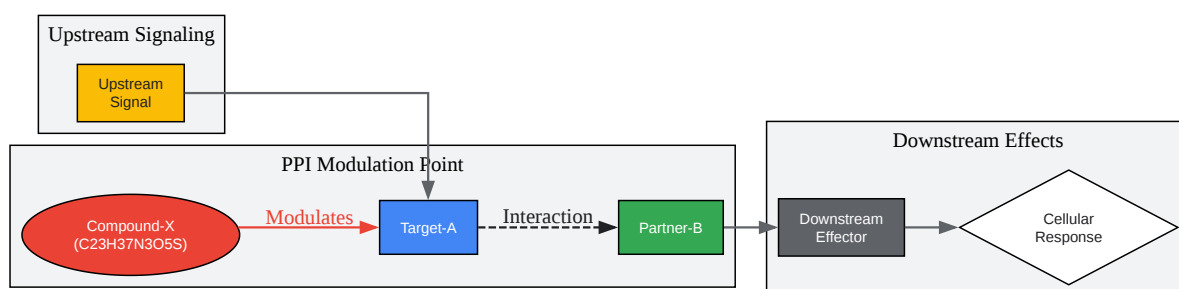 Upstream Signaling
Upstream
Signal
PPI Modulation Point
Compound-X
(C23H37N3O5S)
Modulates
Target-A
Interaction
Partner-B
Downstream Effects
Downstream
Effector
Cellular
Response